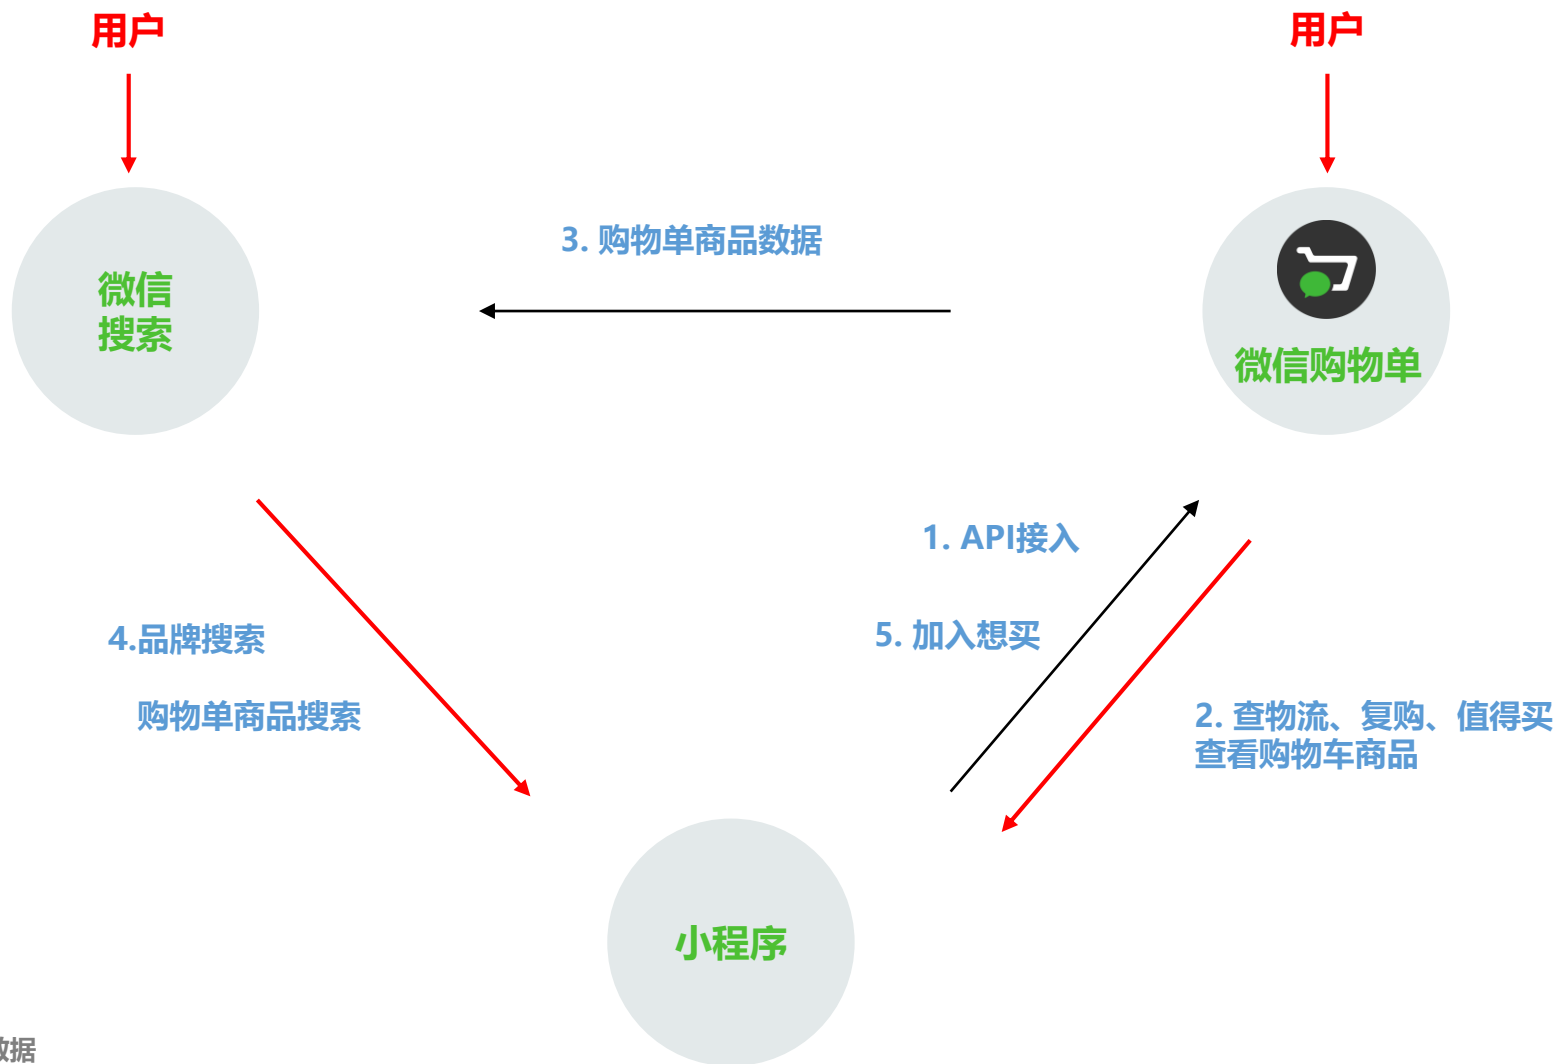 用户
用户
3. 购物单商品数据
微信
搜索
微信购物单
1. API接入
5. 加入想买
4.品牌搜索
购物单商品搜索
2. 查物流、复购、值得买
查看购物车商品
小程序
数据